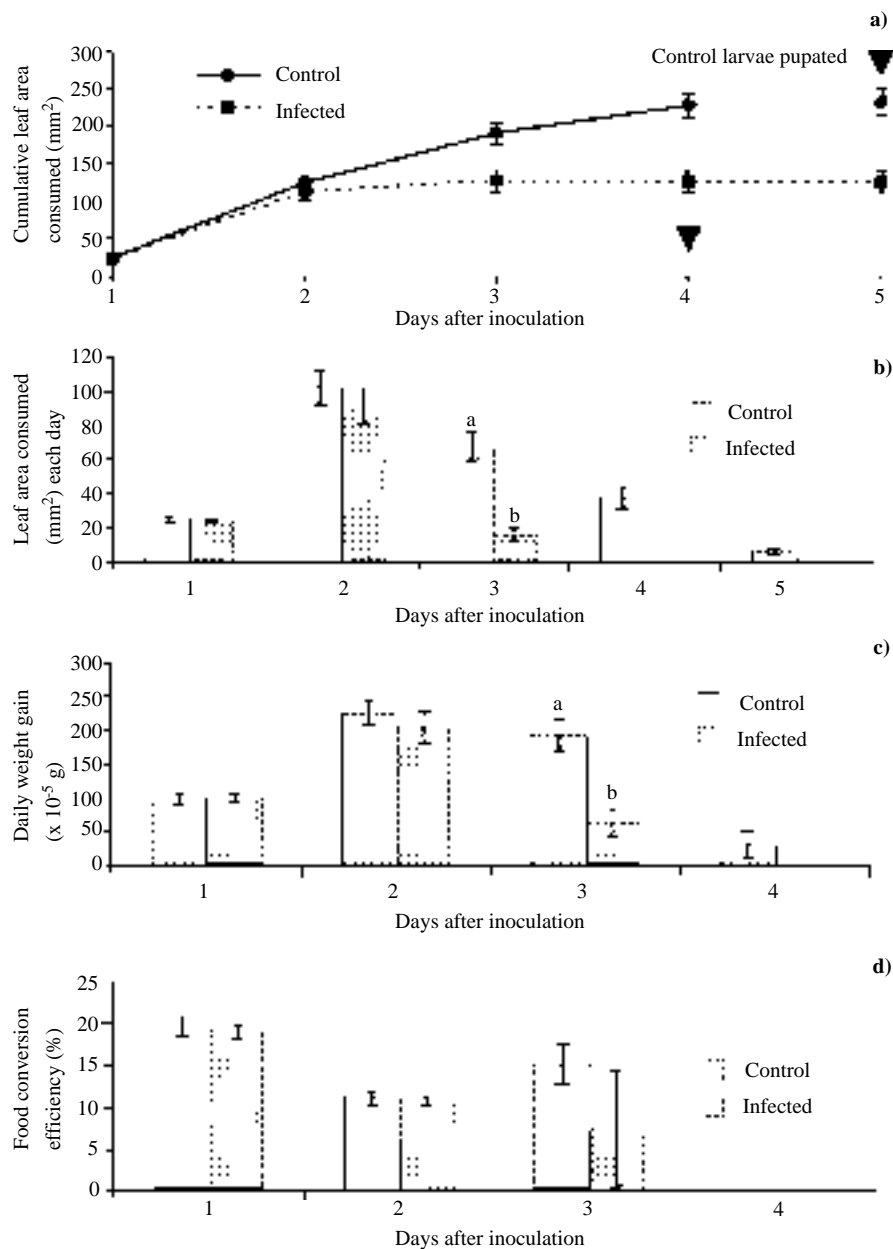 a)
300
250
200
150
100
50
0
Cumulative leaf area
consumed (mm²)
Control
Infected
Control larvae pupated
1 2 3 4 5
Days after inoculation
b)
120
100
80
60
40
20
0
Leaf area consumed
(mm²) each day
a
b
Control
Infected
1 2 3 4 5
Days after inoculation
c)
300
250
200
150
100
50
0
Daily weight gain
(x 10⁻⁵ g)
a
b
Control
Infected
1 2 3 4
Days after inoculation
d)
25
20
15
10
5
0
Food conversion
efficiency (%)
Control
Infected
1 2 3 4
Days after inoculation